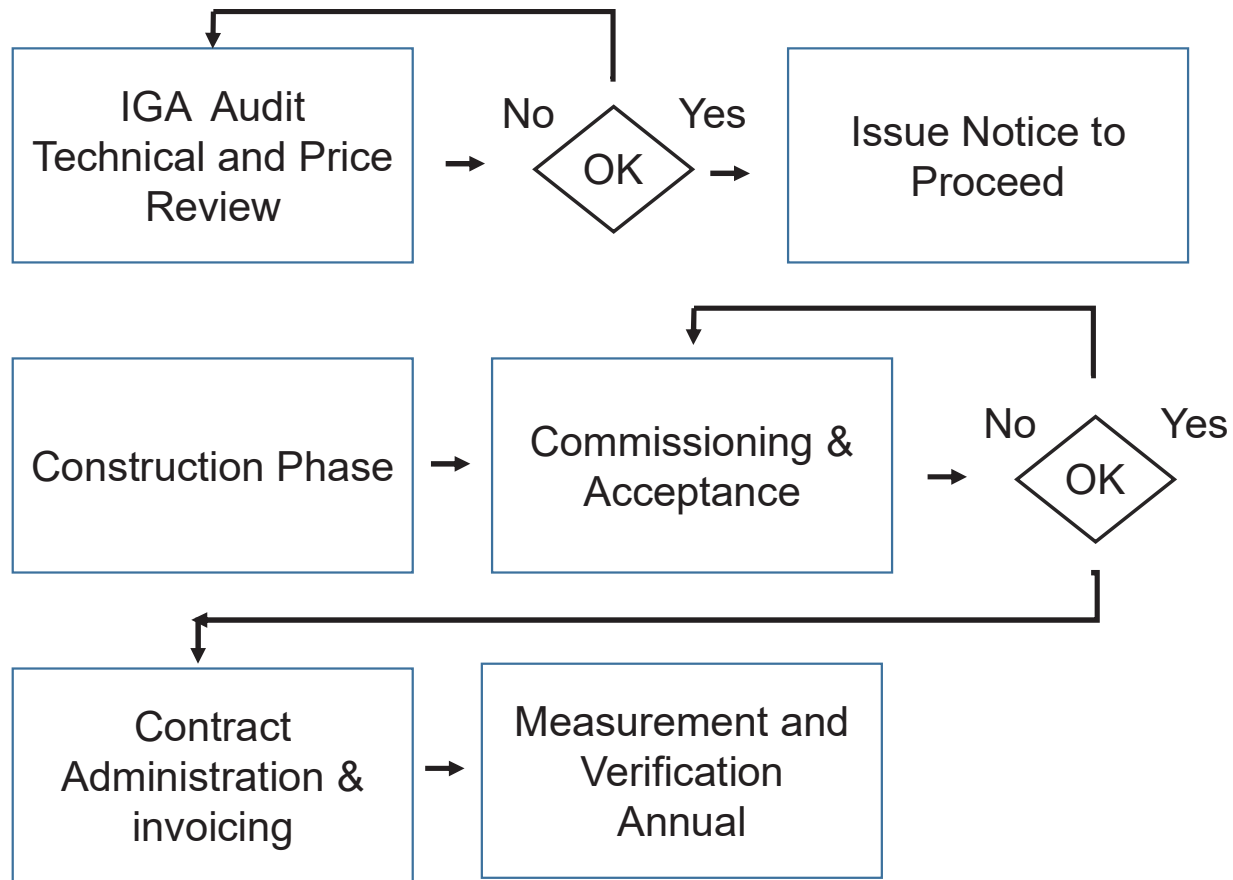 IGA Audit
Technical and Price
Review
No
OK
Yes
Issue Notice to
Proceed
Construction Phase
Commissioning &
Acceptance
No
OK
Yes
Contract
Administration &
invoicing
Measurement and
Verification
Annual